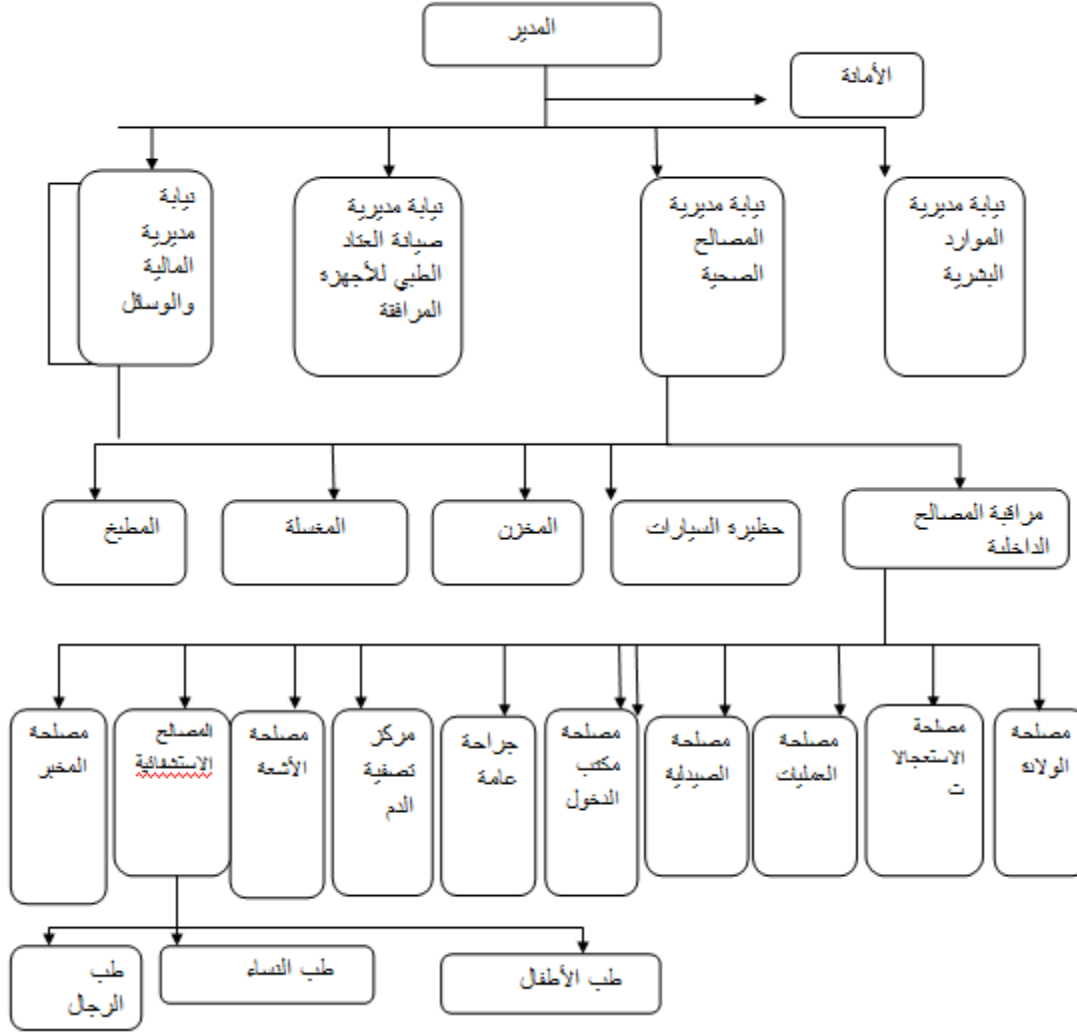 المدير
الأمانة
نيابة مديرية
الموارد
البشرية
نيابة مديرية
المصالح
الصحية
نيابة مديرية
صيانة العتاد
الطبي للأجهزة
المرافقة
نيابة
مديرية
المالية
والوسائل
مراقبة المصالح
الداخلية
حظيرة السيارات
المخزن
المغسلة
المطبخ
مصلحة
الولادة
مصلحة
الاستعجالا
ت
مصلحة
العمليات
مصلحة
الصيدلية
مصلحة
مكتب
الدخول
جراحة
عامة
مركز
تصفية
الدم
مصلحة
الأشعة
المصالح
الاستشفائية
مصلحة
المخبر
طب الأطفال
طب النساء
طب
الرجال